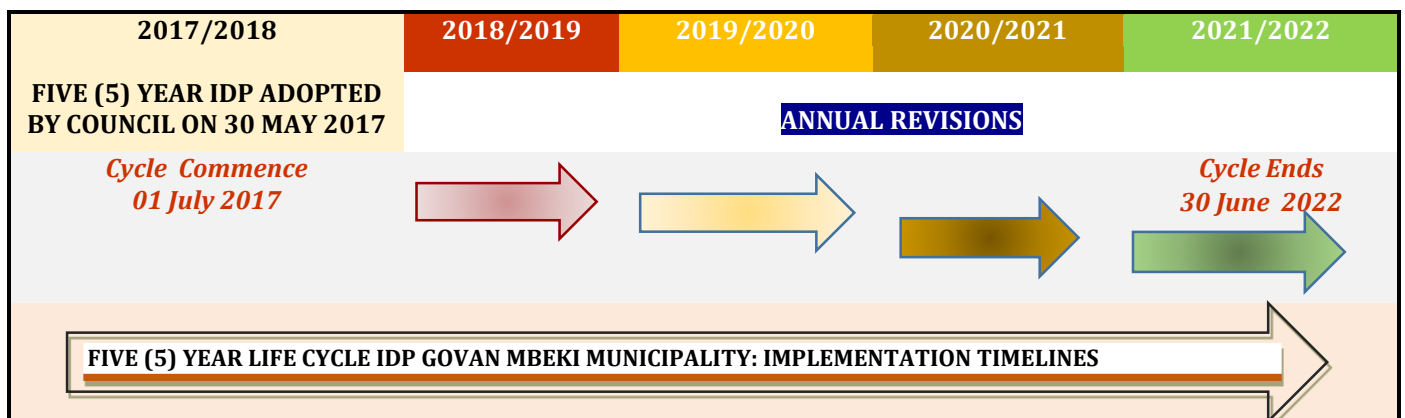 2017/2018 2018/2019 2019/2020 2020/2021 2021/2022
FIVE (5) YEAR IDP ADOPTED
BY COUNCIL ON 30 MAY 2017
ANNUAL REVISIONS
Cycle Commence
01 July 2017
Cycle Ends
30 June 2022
FIVE (5) YEAR LIFE CYCLE IDP GOVAN MBEKI MUNICIPALITY: IMPLEMENTATION TIMELINES